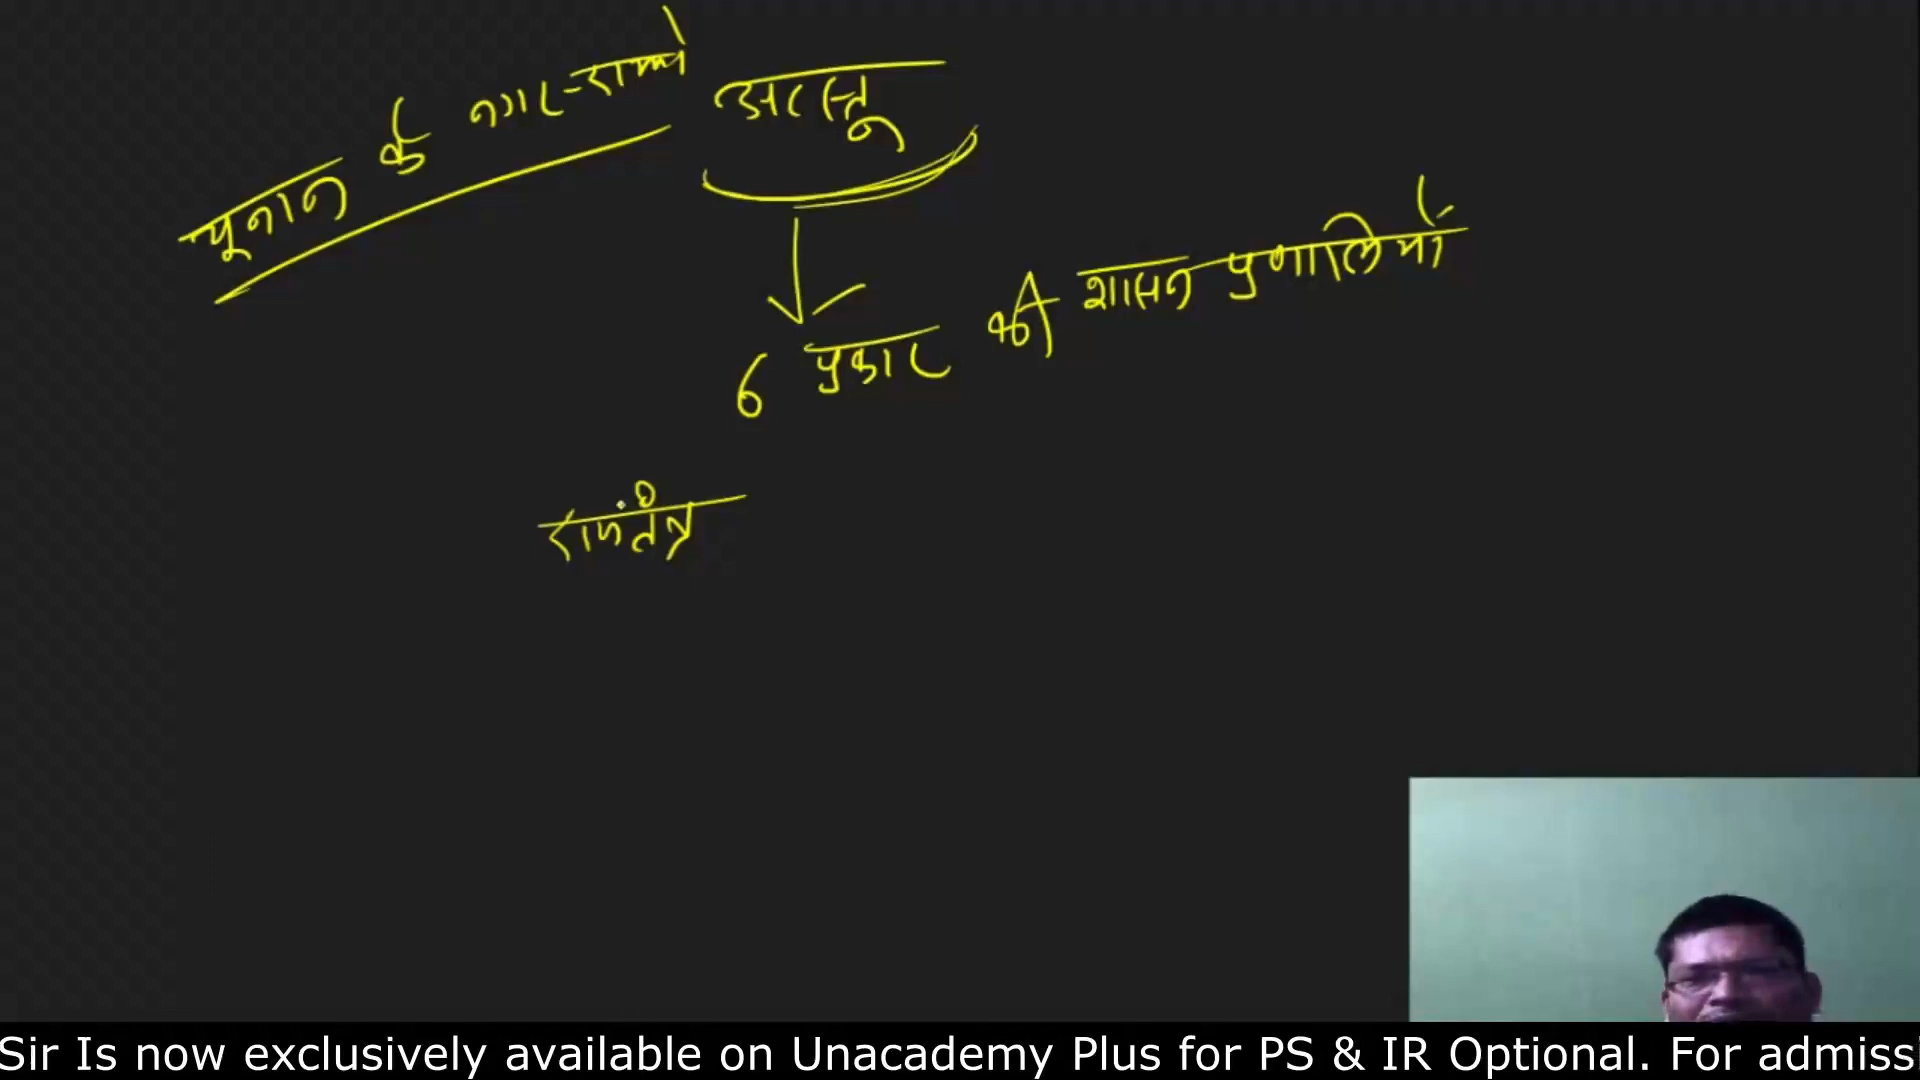 यूनान के नगर-राज्यों
अरस्तू
6 प्रकार की शासन प्रणालियों
राजतंत्र
Sir Is now exclusively available on Unacademy Plus for PS & IR Optional. For admiss